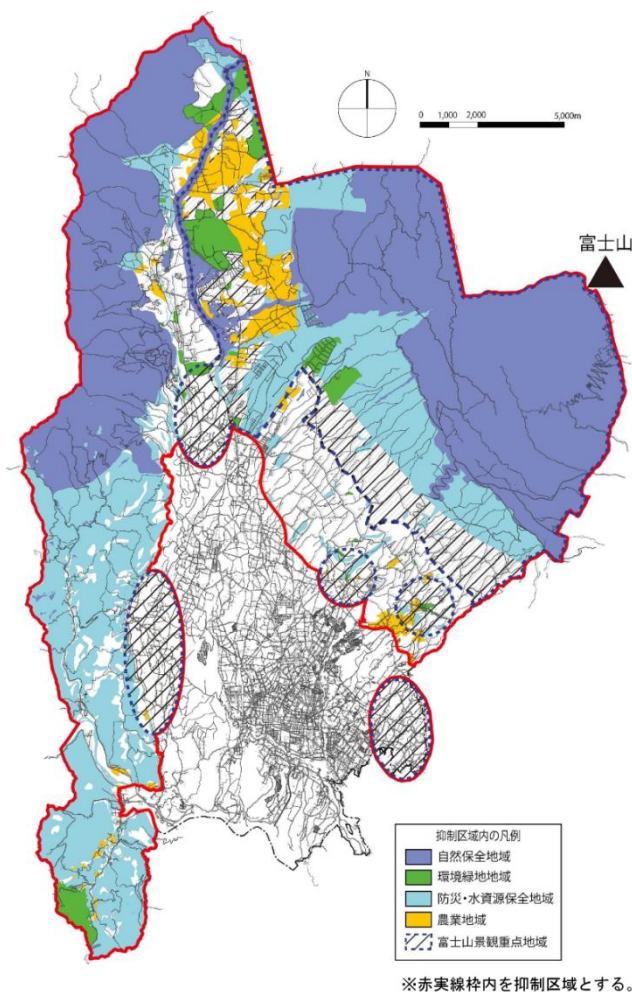 N
0 1,000 2,000 5,000m
富士山
抑制区域内の凡例
自然保全地域
環境緑地地域
防災・水資源保全地域
農業地域
富士山景観重点地域
※赤実線枠内を抑制区域とする。